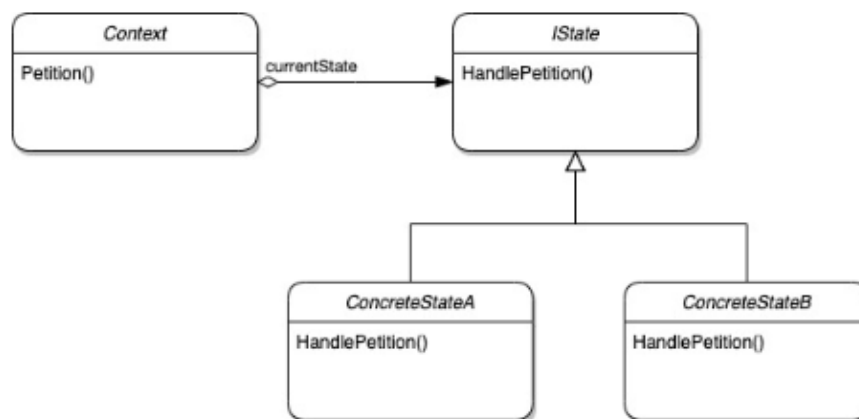 Context
Petition()
currentState
IState
HandlePetition()
ConcreteStateA
HandlePetition()
ConcreteStateB
HandlePetition()